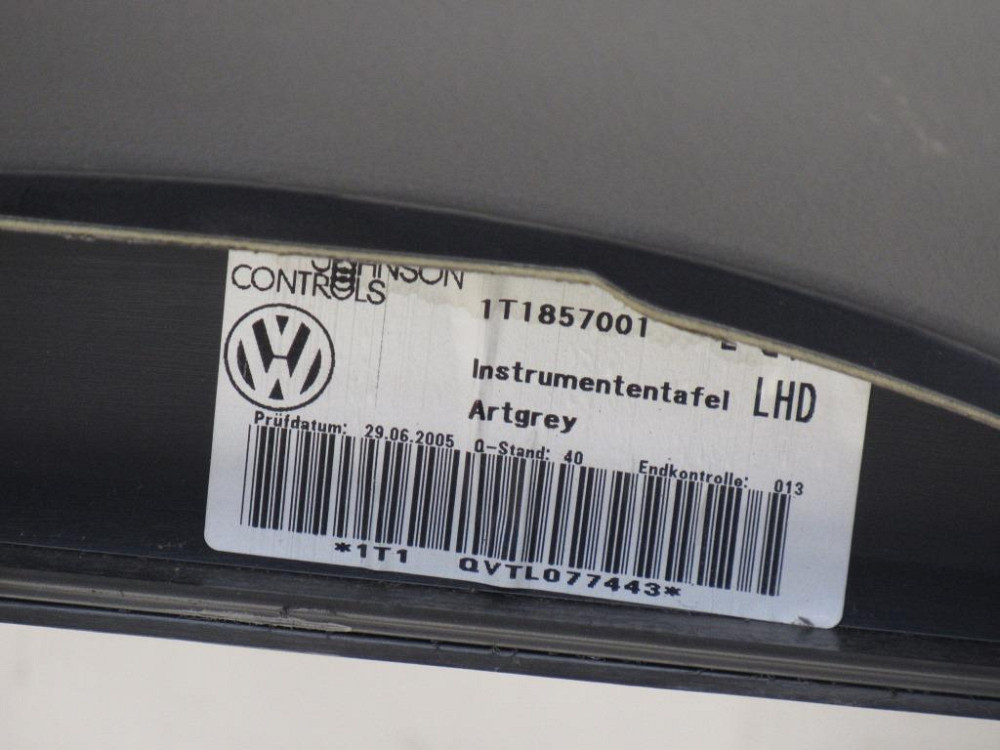 JOHNSON
CONTROLS
1T1857001
Instrumententafel LHD
Artgrey
Prüfdatum: 29.06.2005 Q-Stand: 40 Endkontrolle: 013
*1T1 QVTL077443*